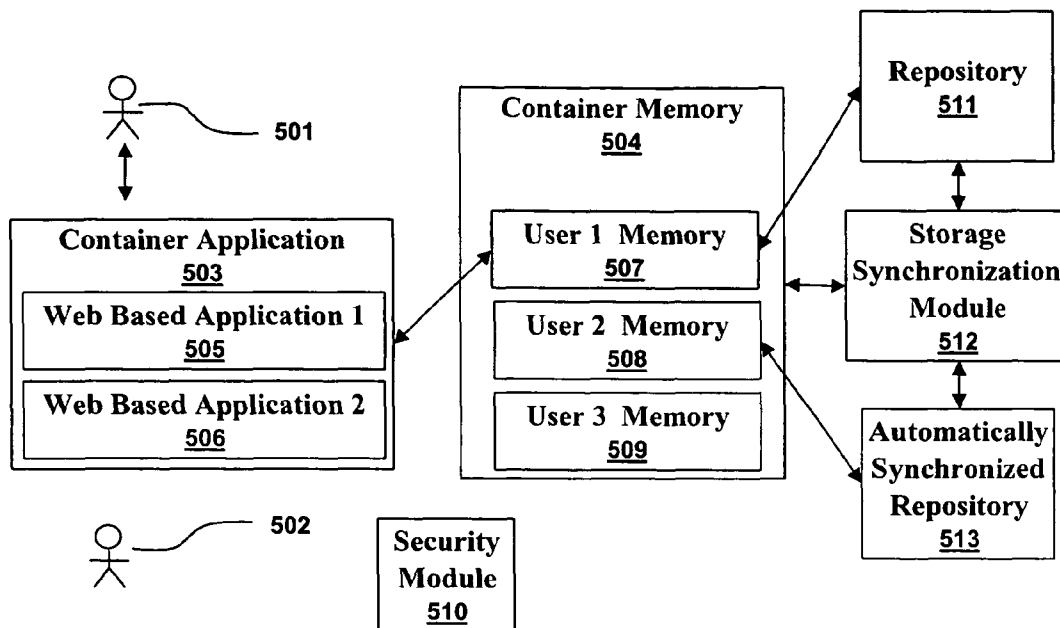 501
Container Application
503
Web Based Application 1
505
Web Based Application 2
506
502
Security
Module
510
Container Memory
504
User 1 Memory
507
User 2 Memory
508
User 3 Memory
509
Repository
511
Storage
Synchronization
Module
512
Automatically
Synchronized
Repository
513